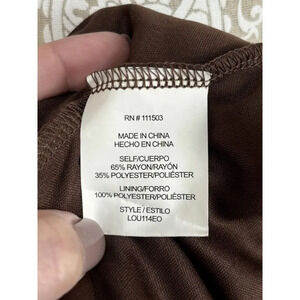 RN # 111503
MADE IN CHINA
HECHO EN CHINA
SELF/CUERPO
65% RAYON/RAYÓN
35% POLYESTER/POLIÉSTER
LINING/FORRO
100% POLYESTER/POLIÉSTER
STYLE / ESTILO
LOU114EO